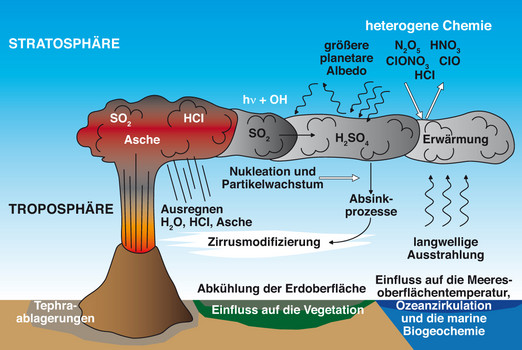 heterogene Chemie
STRATOSPHÄRE
größere
planetare
Albedo
N₂O₅ HNO₃
ClONO₃ ClO
HCl
hν + OH
SO₂ HCl
Asche
SO₂
H₂SO₄
Erwärmung
Nukleation und
Partikelwachstum
Absink-
prozesse
TROPOSPHÄRE
Ausregnen
H₂O, HCl, Asche
Zirrusmodifizierung
langwellige
Ausstrahlung
Abkühlung der Erdoberfläche
Einfluss auf die Meeres-
oberflächentemperatur,
Ozeanzirkulation
und die marine
Biogeochemie
Tephra-
ablagerungen
Einfluss auf die Vegetation